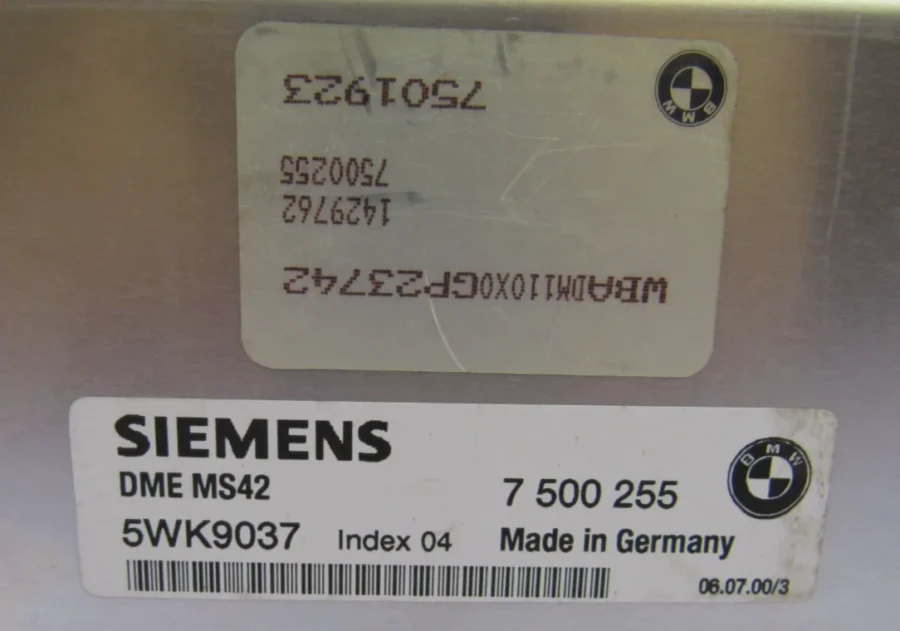 7501923
BMW
7500255
1429762
WBADM110X0GP23742
SIEMENS
BMW
DME MS42
7 500 255
5WK9037 Index 04 Made in Germany
06.07.00/3